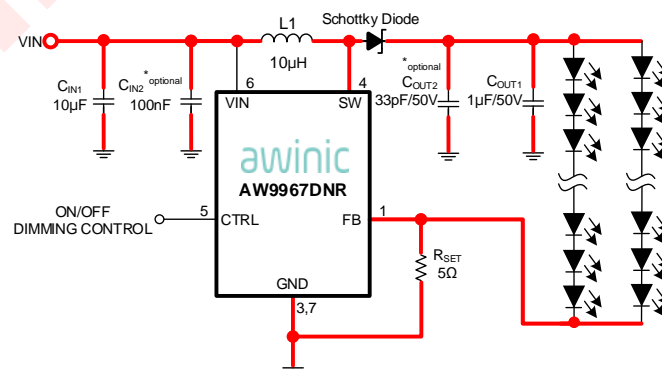 L1
Schottky Diode
VIN
10µH
*optional
*optional
CIN1
10µF
CIN2
100nF
6
4
COUT2
33pF/50V
COUT1
1µF/50V
VIN
SW
awinic
AW9967DNR
ON/OFF
DIMMING CONTROL
5
CTRL
FB
1
RSET
5Ω
GND
3,7